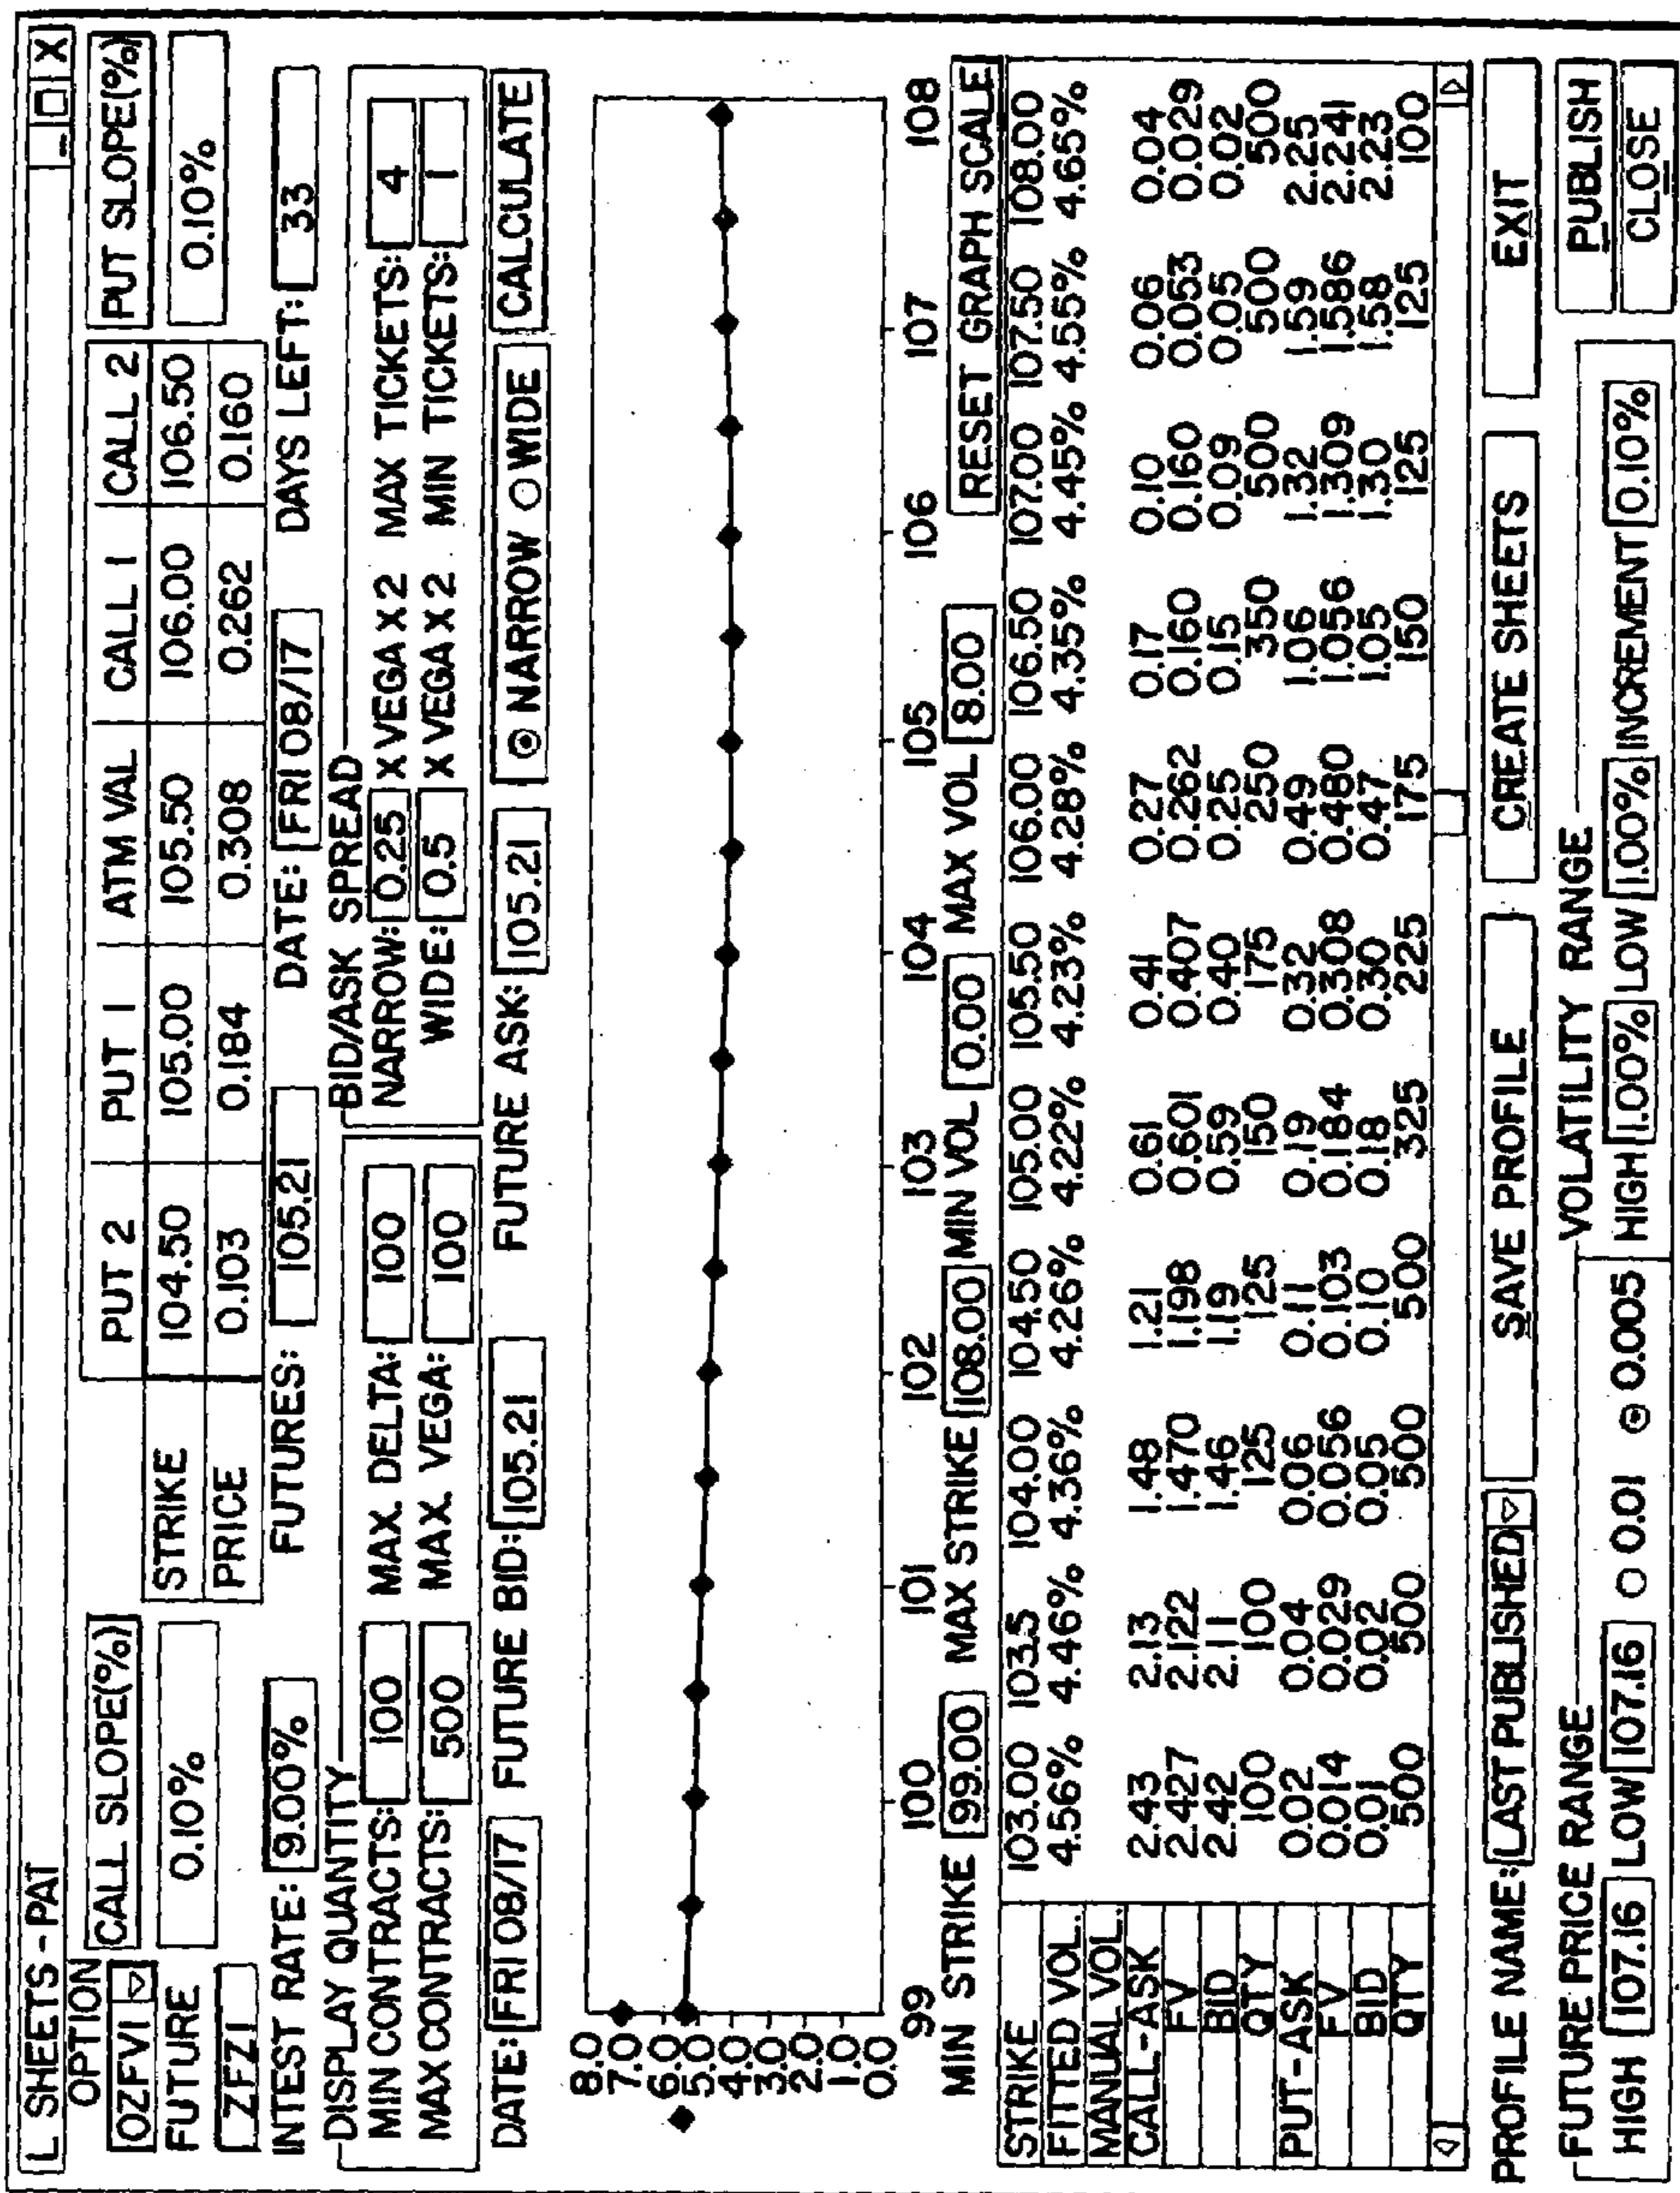 L SHEETS - PAT _ X
OPTION CALL SLOPE(%) PUT 2 PUT 1 ATM VAL CALL 1 CALL 2 PUT SLOPE(%)
OZFV1 0.10% STRIKE 104.50 105.00 105.50 106.00 106.50 0.10%
FUTURE PRICE 0.103 0.184 0.308 0.262 0.160
ZFZ1
INTEST RATE: 9.00% FUTURES: 105.21 DATE: FRI 08/17 DAYS LEFT: 33
DISPLAY QUANTITY BID/ASK SPREAD
MIN CONTRACTS: 100 MAX. DELTA: 100 NARROW: 0.25 X VEGA X 2 MAX TICKETS: 4
MAX CONTRACTS: 500 MAX. VEGA: 100 WIDE: 0.5 X VEGA X 2 MIN TICKETS: 1
DATE: FRI 08/17 FUTURE BID: 105.21 FUTURE ASK: 105.21 NARROW WIDE CALCULATE
8.0
7.0
6.0
5.0
4.0
3.0
2.0
1.0
0.0
99 100 101 102 103 104 105 106 107 108
MIN STRIKE 99.00 MAX STRIKE 108.00 MIN VOL 0.00 MAX VOL 8.00 RESET GRAPH SCALE
STRIKE 103.00 103.5 104.00 104.50 105.00 105.50 106.00 106.50 107.00 107.50 108.00
FITTED VOL. 4.56% 4.46% 4.36% 4.26% 4.22% 4.23% 4.28% 4.35% 4.45% 4.55% 4.65%
MANUAL VOL.
CALL-ASK 2.43 2.13 1.48 1.21 0.61 0.41 0.27 0.17 0.10 0.06 0.04
FV 2.427 2.122 1.470 1.198 0.601 0.407 0.262 0.160 0.160 0.053 0.029
BID 2.42 2.11 1.46 1.19 0.59 0.40 0.25 0.15 0.09 0.05 0.02
QTY 100 100 125 125 150 175 250 350 500 500 500
PUT-ASK 0.02 0.04 0.06 0.11 0.19 0.32 0.49 1.06 1.32 1.59 2.25
FV 0.014 0.029 0.056 0.103 0.184 0.308 0.480 1.056 1.309 1.586 2.241
BID 0.01 0.02 0.05 0.10 0.18 0.30 0.47 1.05 1.30 1.58 2.23
QTY 500 500 500 500 325 225 175 150 125 125 100
PROFILE NAME: LAST PUBLISHED SAVE PROFILE CREATE SHEETS EXIT
FUTURE PRICE RANGE VOLATILITY RANGE
HIGH 107.16 LOW 107.16 0.01 0.005 HIGH 1.00% LOW 1.00% INCREMENT 0.10% PUBLISH
CLOSE